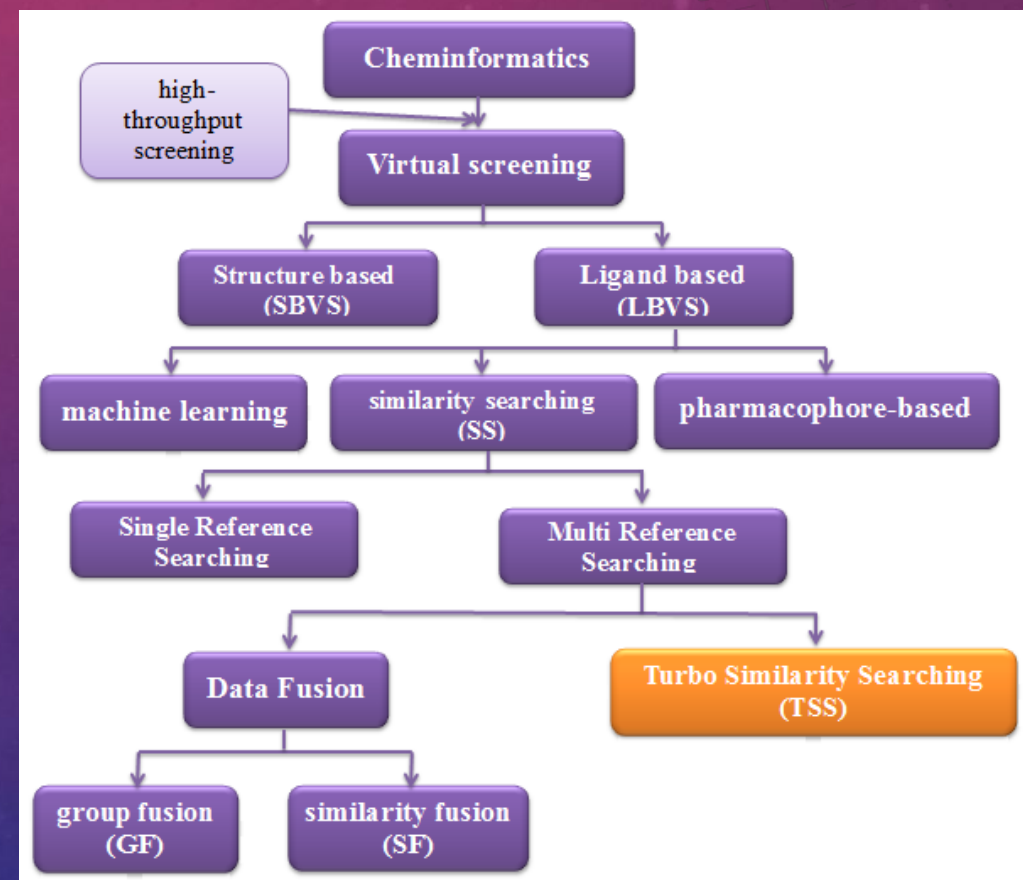 Cheminformatics
high-
throughput
screening
Virtual screening
Structure based
(SBVS)
Ligand based
(LBVS)
machine learning
similarity searching
(SS)
pharmacophore-based
Single Reference
Searching
Multi Reference
Searching
Data Fusion
Turbo Similarity Searching
(TSS)
group fusion
(GF)
similarity fusion
(SF)